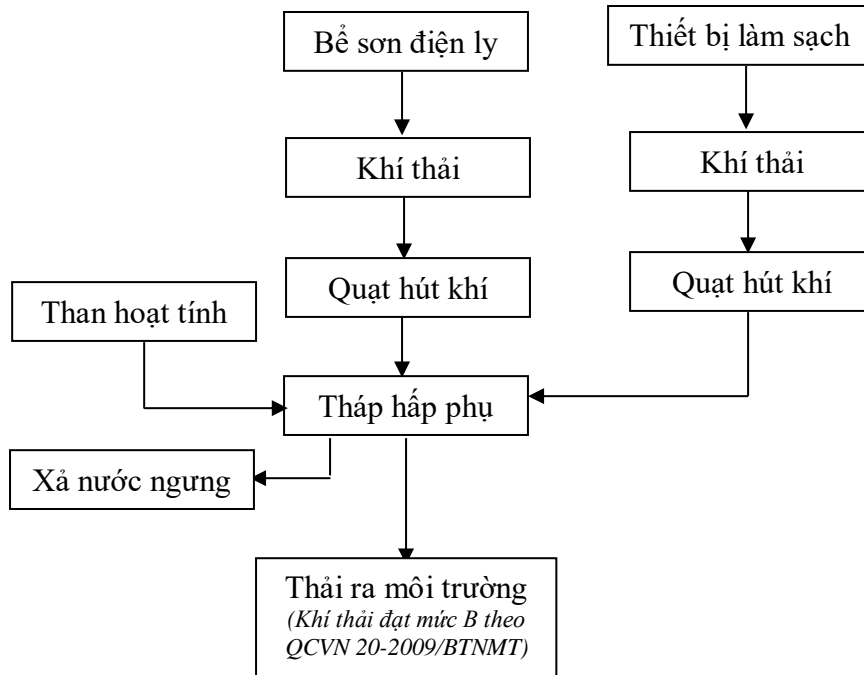 Bể sơn điện ly
Thiết bị làm sạch
Khí thải
Khí thải
Quạt hút khí
Quạt hút khí
Than hoạt tính
Tháp hấp phụ
Xả nước ngưng
Thải ra môi trường
(Khí thải đạt mức B theo
QCVN 20-2009/BTNMT)